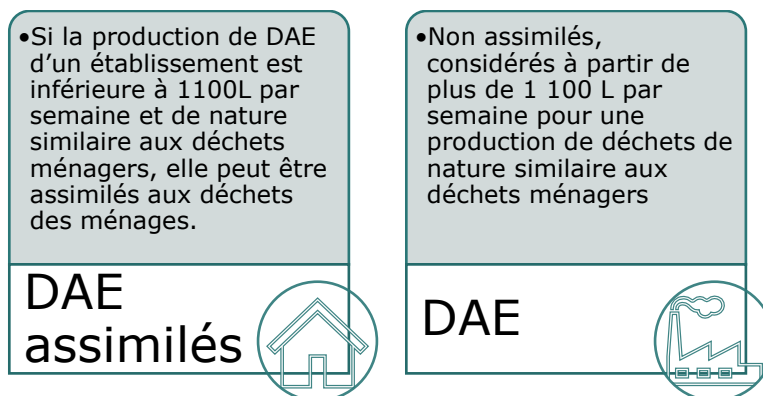 •Si la production de DAE
d'un établissement est
inférieure à 1100L par
semaine et de nature
similaire aux déchets
ménagers, elle peut être
assimilés aux déchets
des ménages.
DAE
assimilés
•Non assimilés,
considérés à partir de
plus de 1 100 L par
semaine pour une
production de déchets de
nature similaire aux
déchets ménagers
DAE